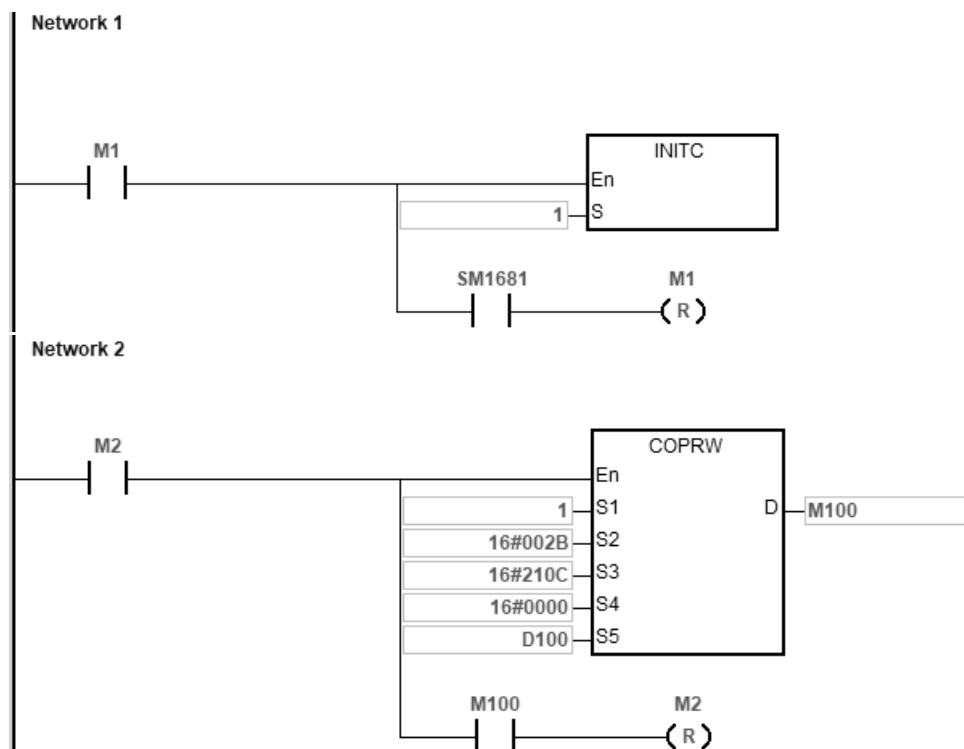 Network 1
M1
INITC
En
1 S
SM1681 M1
R
Network 2
M2
COPRW
En
1 S1 D M100
16#002B S2
16#210C S3
16#0000 S4
D100 S5
M100 M2
R